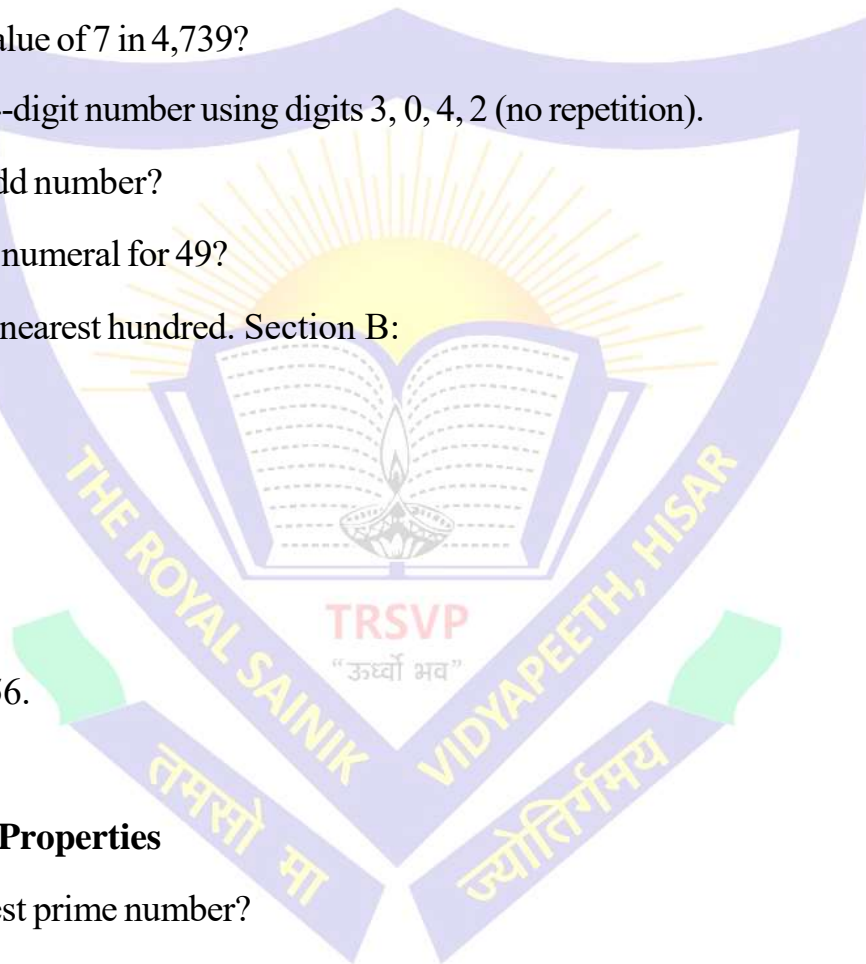 alue of 7 in 4,739?
-digit number using digits 3, 0, 4, 2 (no repetition).
dd number?
numeral for 49?
nearest hundred. Section B:
THE ROYAL SAINIK VIDYAPEETH, HISAR
TRSVP
“ऊर्ध्वो भव”
6.
तमसो मा ज्योतिर्गमय
Properties
est prime number?